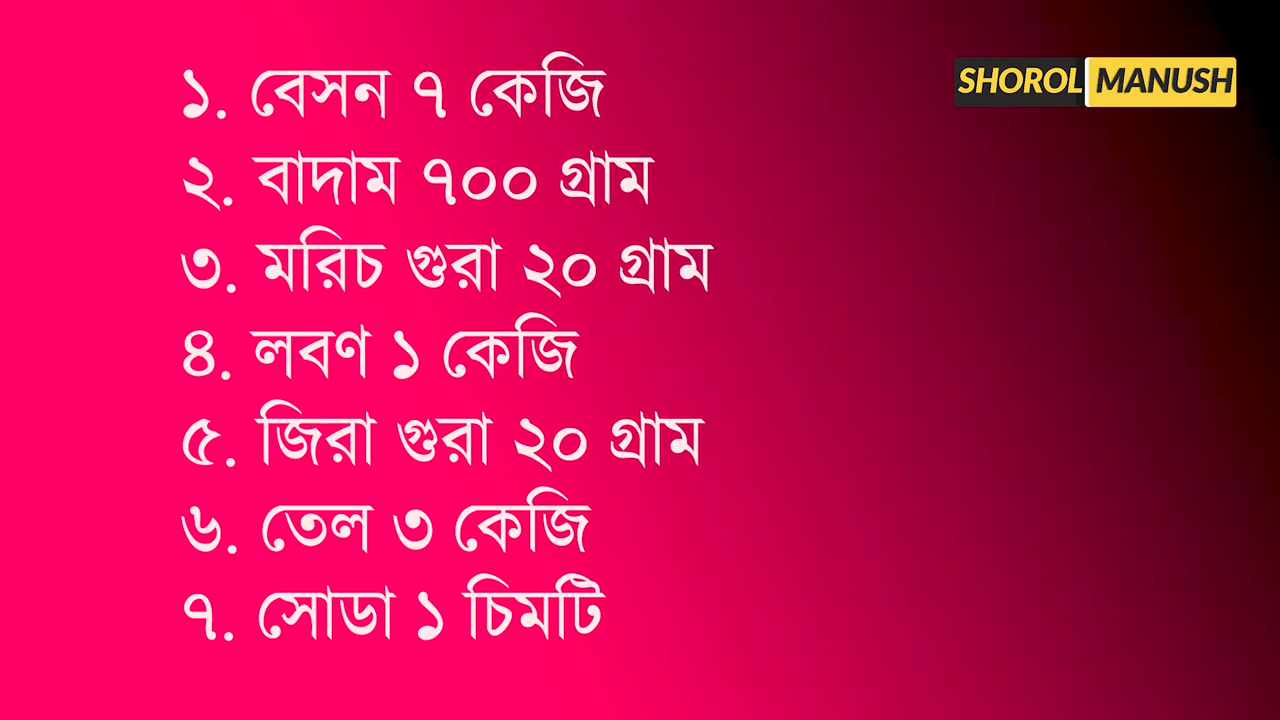 ১. বেসন ৭ কেজি
SHOROL MANUSH
২. বাদাম ৭০০ গ্রাম
৩. মরিচ গুরা ২০ গ্রাম
৪. লবণ ১ কেজি
৫. জিরা গুরা ২০ গ্রাম
৬. তেল ৩ কেজি
৭. সোডা ১ চিমটি